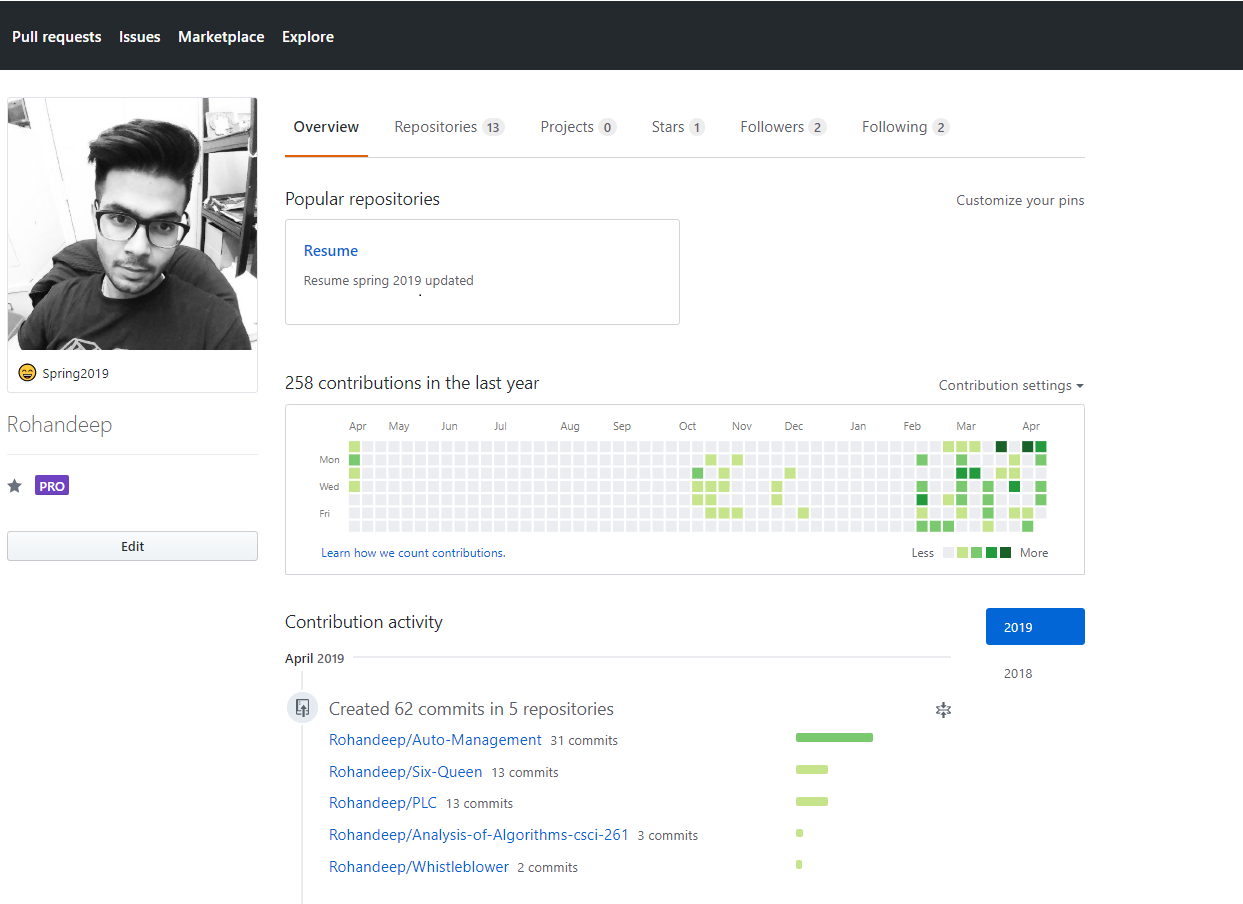 Pull requests Issues Marketplace Explore
Overview Repositories 13 Projects 0 Stars 1 Followers 2 Following 2
Popular repositories Customize your pins
Resume
Resume spring 2019 updated
Spring2019
Rohandeep
PRO
Edit
258 contributions in the last year Contribution settings
Apr May Jun Jul Aug Sep Oct Nov Dec Jan Feb Mar Apr
Mon
Wed
Fri
Learn how we count contributions. Less More
Contribution activity 2019
April 2019
2018
Created 62 commits in 5 repositories
Rohandeep/Auto-Management 31 commits
Rohandeep/Six-Queen 13 commits
Rohandeep/PLC 13 commits
Rohandeep/Analysis-of-Algorithms-csci-261 3 commits
Rohandeep/Whistleblower 2 commits